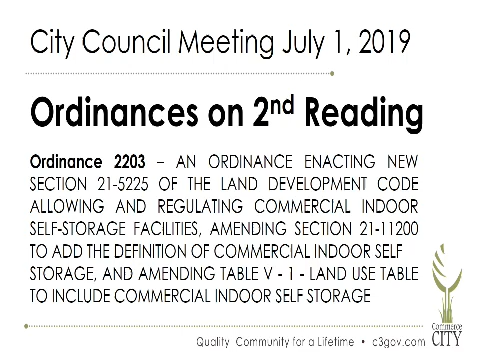 City Council Meeting July 1, 2019
Ordinances on 2nd Reading
Ordinance 2203 – AN ORDINANCE ENACTING NEW
SECTION 21-5225 OF THE LAND DEVELOPMENT CODE
ALLOWING AND REGULATING COMMERCIAL INDOOR
SELF-STORAGE FACILITIES, AMENDING SECTION 21-11200
TO ADD THE DEFINITION OF COMMERCIAL INDOOR SELF
STORAGE, AND AMENDING TABLE V - 1 - LAND USE TABLE
TO INCLUDE COMMERCIAL INDOOR SELF STORAGE
Commerce
CITY
Quality Community for a Lifetime • c3gov.com